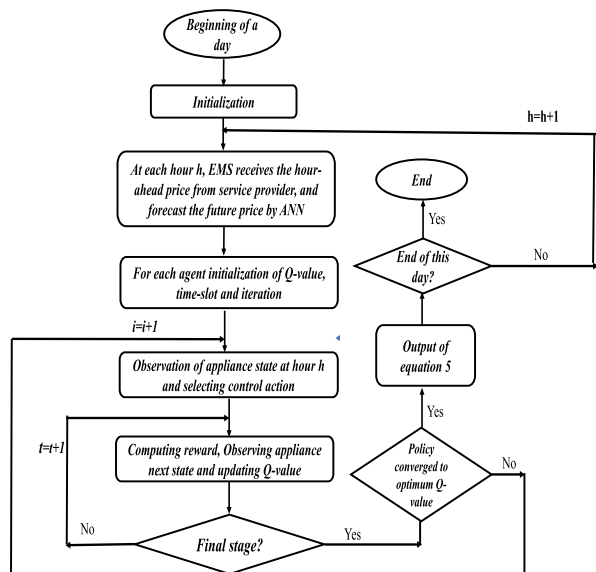 Beginning of a
day
Initialization
h=h+1
At each hour h, EMS receives the hour-
ahead price from service provider, and
forecast the future price by ANN
End
Yes
End of this
day?
No
For each agent initialization of Q-value,
time-slot and iteration
i=i+1
Output of
equation 5
Observation of appliance state at hour h
and selecting control action
Yes
t=t+1
Computing reward, Observing appliance
next state and updating Q-value
Policy
converged to
optimum Q-
value
No
No
Final stage?
Yes